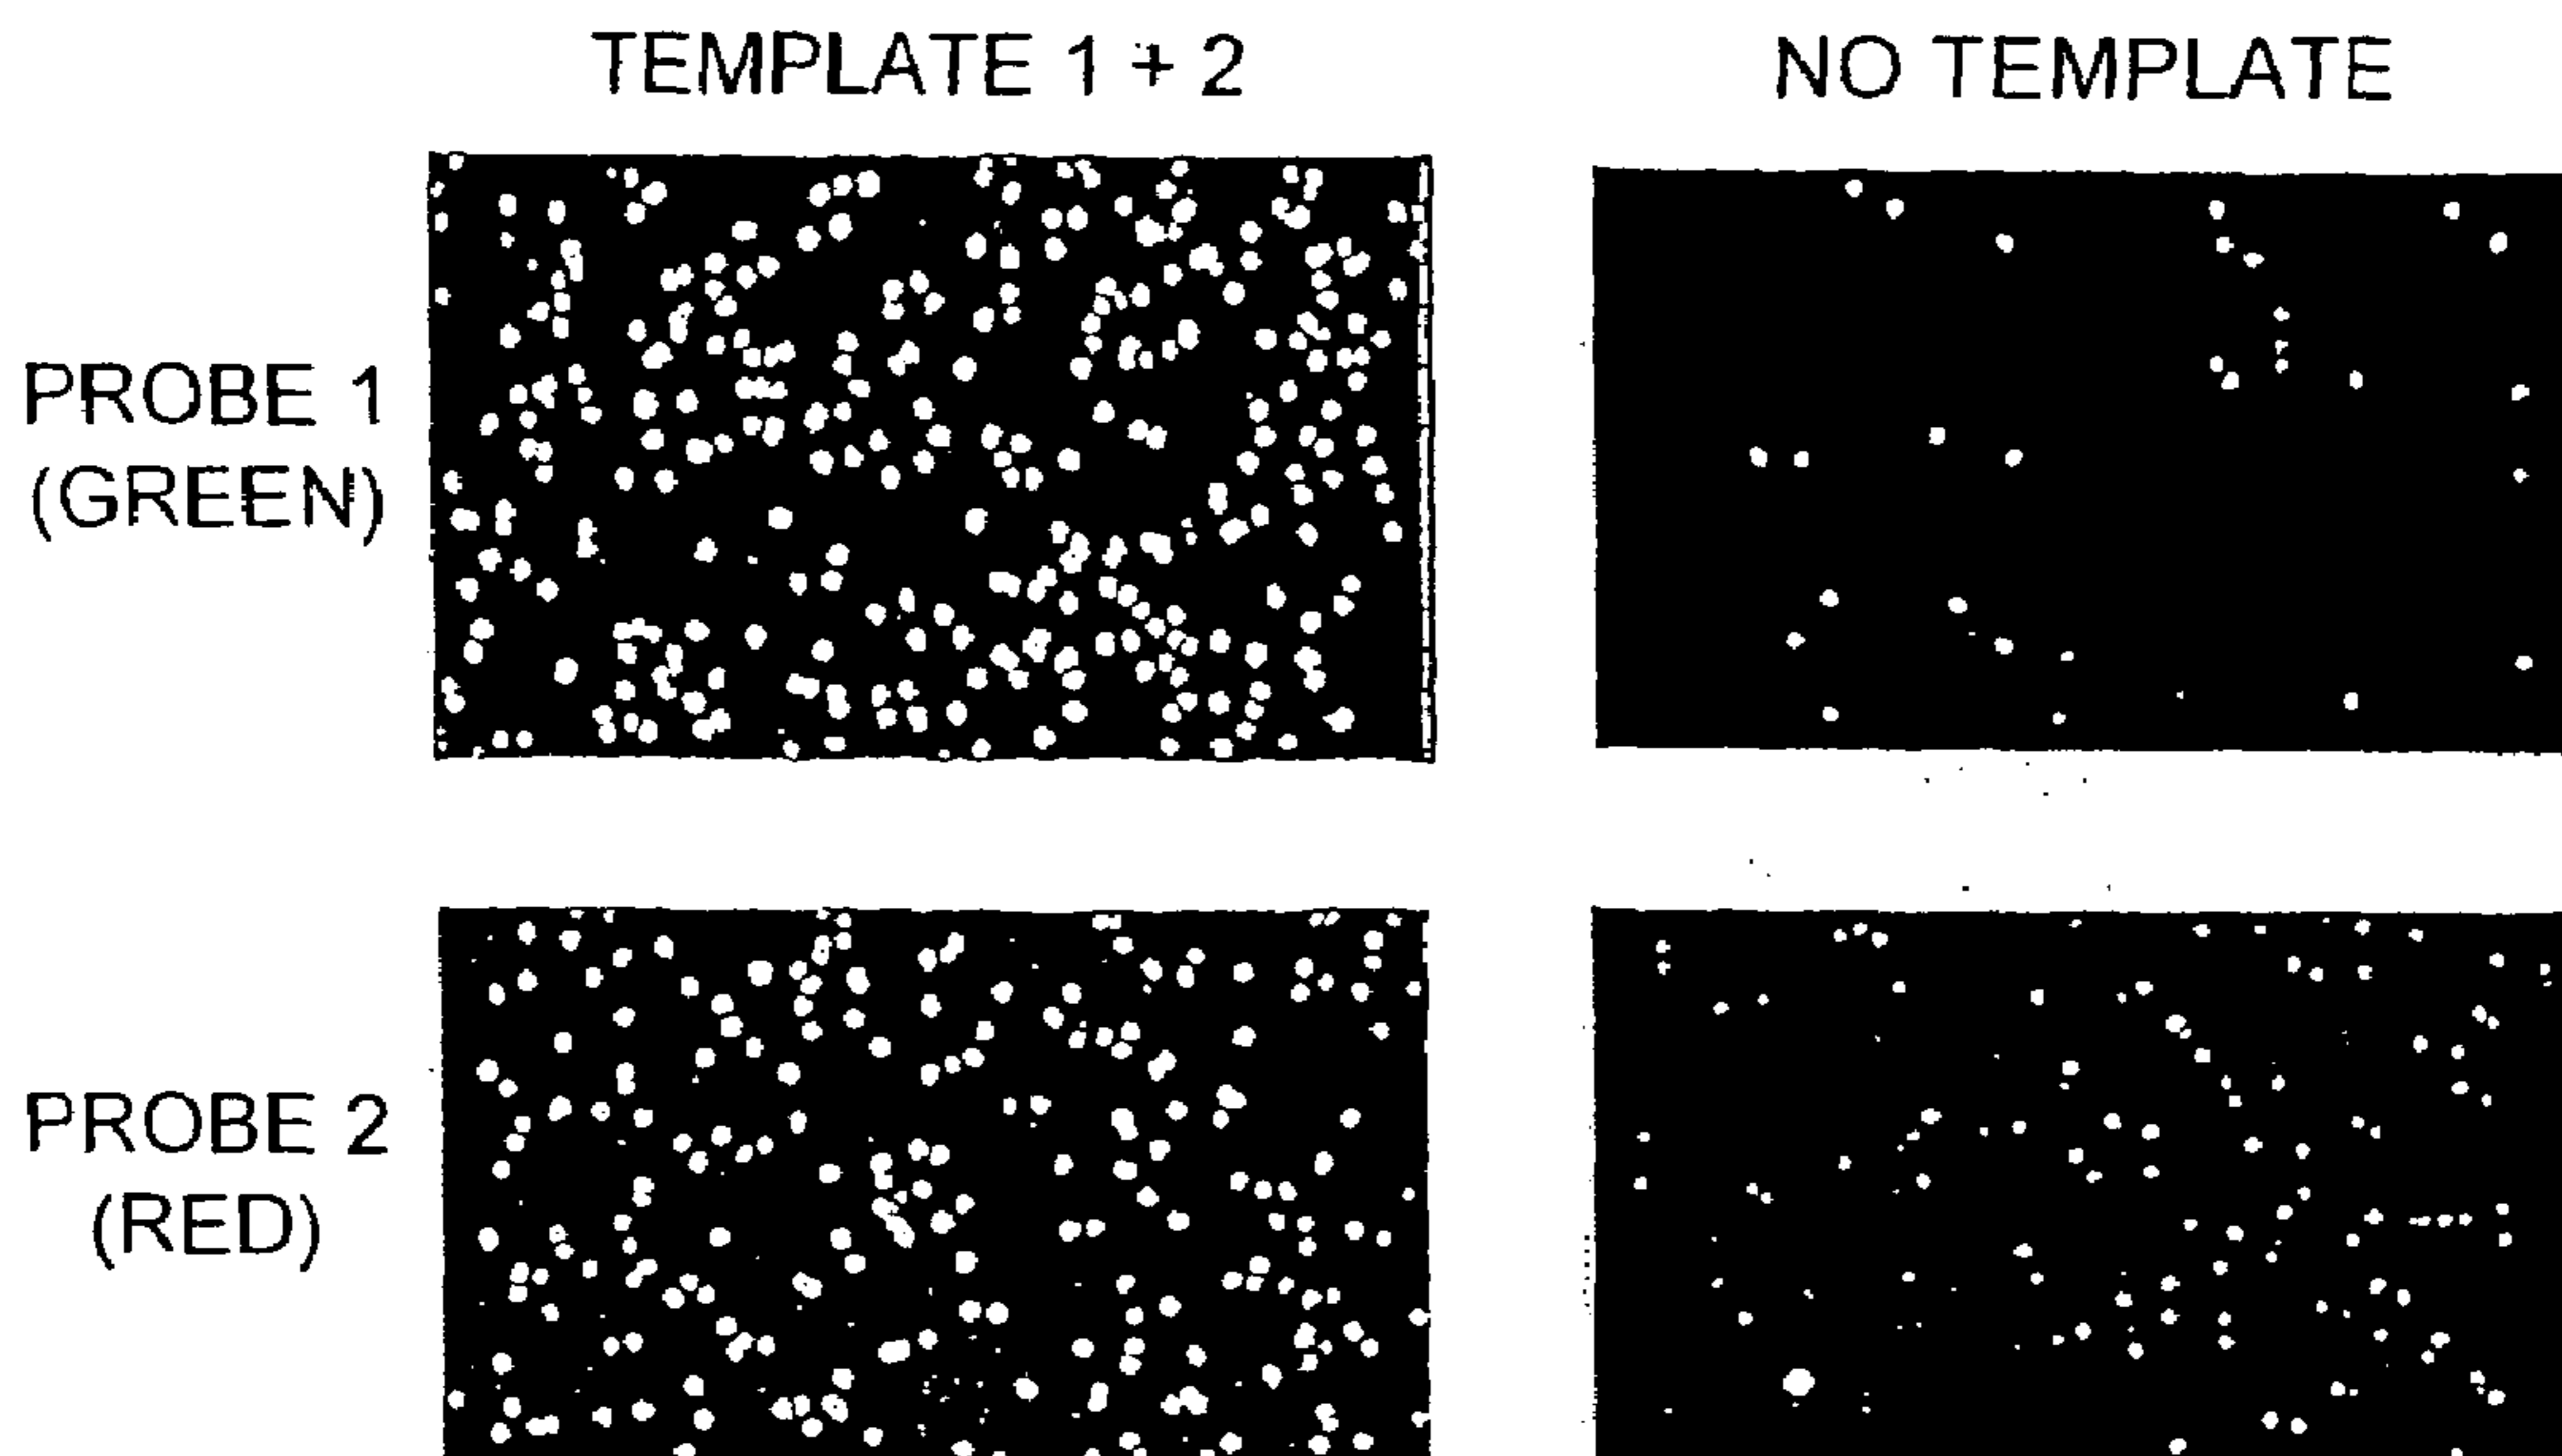 TEMPLATE 1 + 2
NO TEMPLATE
PROBE 1
(GREEN)
PROBE 2
(RED)